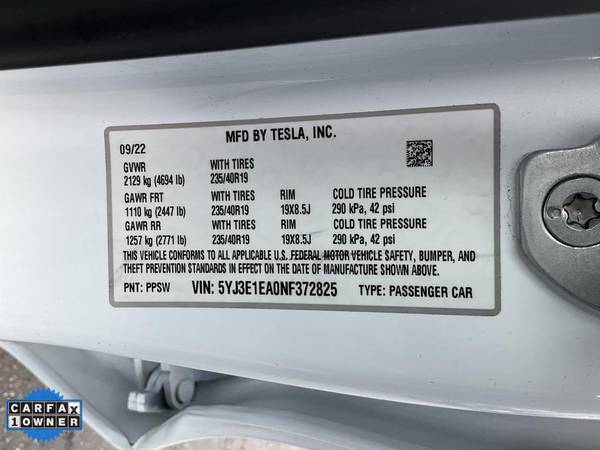 MFD BY TESLA, INC.
09/22
GVWR WITH TIRES
2129 kg (4694 lb) 235/40R19
GAWR FRT WITH TIRES RIM COLD TIRE PRESSURE
1110 kg (2447 lb) 235/40R19 19X8.5J 290 kPa, 42 psi
GAWR RR WITH TIRES RIM COLD TIRE PRESSURE
1257 kg (2771 lb) 235/40R19 19X8.5J 290 kPa, 42 psi
THIS VEHICLE CONFORMS TO ALL APPLICABLE U.S. FEDERAL MOTOR VEHICLE SAFETY, BUMPER, AND
THEFT PREVENTION STANDARDS IN EFFECT ON THE DATE OF MANUFACTURE SHOWN ABOVE.
PNT: PPSW VIN: 5YJ3E1EA0NF372825 TYPE: PASSENGER CAR
CARFAX
1 OWNER